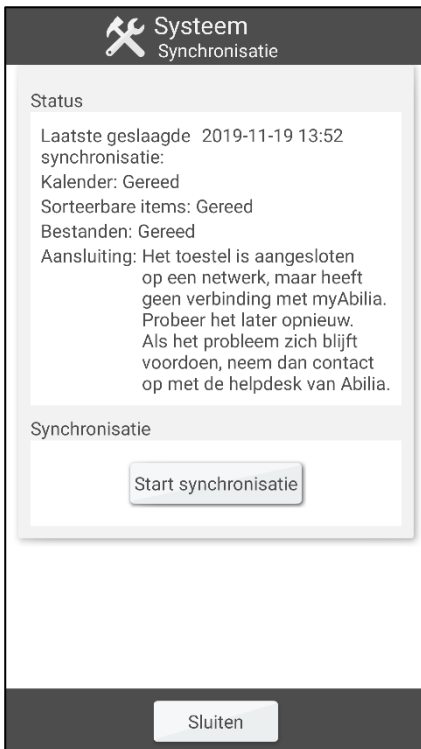 Systeem
Synchronisatie
Status
Laatste geslaagde 2019-11-19 13:52
synchronisatie:
Kalender: Gereed
Sorteerbare items: Gereed
Bestanden: Gereed
Aansluiting: Het toestel is aangesloten
op een netwerk, maar heeft
geen verbinding met myAbilia.
Probeer het later opnieuw.
Als het probleem zich blijft
voordoen, neem dan contact
op met de helpdesk van Abilia.
Synchronisatie
Start synchronisatie
Sluiten